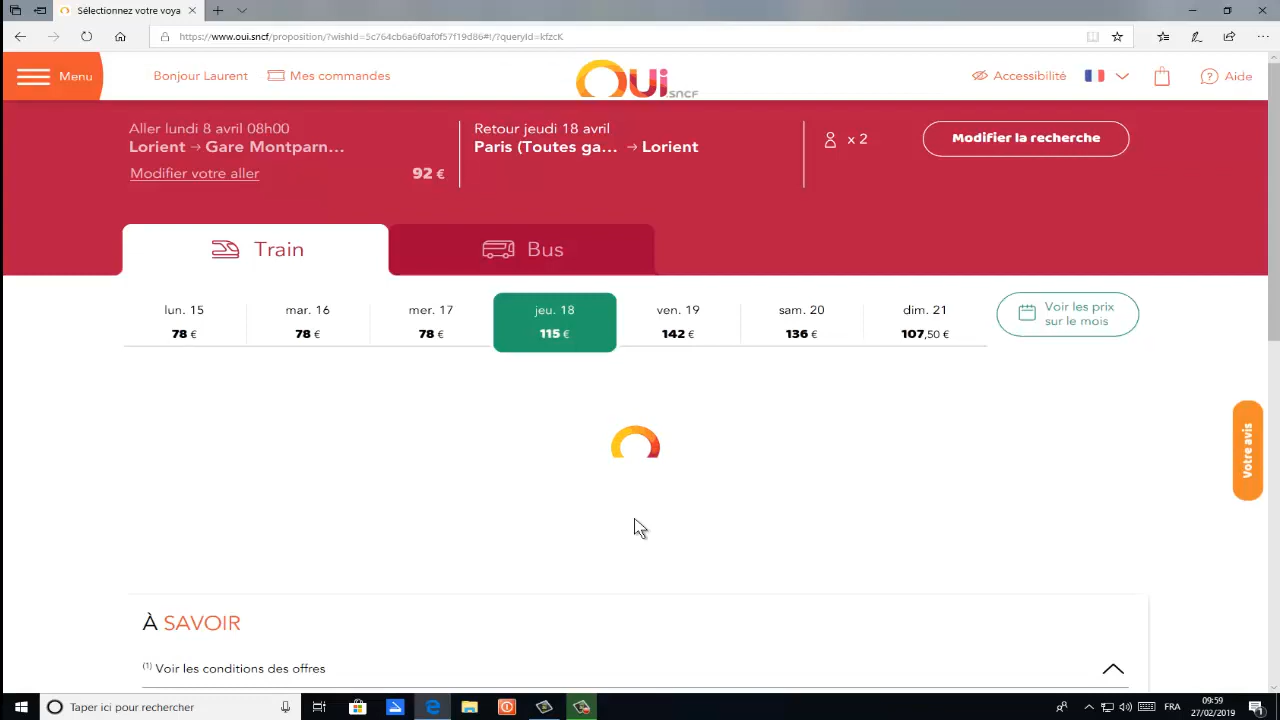 Sélectionnez votre voya
https://www.oui.sncf/proposition/?wishId=5c764cb6a6f0af0f57f19d86#!/?queryId=kfzcK
Menu
Bonjour Laurent
Mes commandes
OUi.SNCF
Accessibilité
Aide
Aller lundi 8 avril 08h00
Lorient → Gare Montparn...
Modifier votre aller
92 €
Retour jeudi 18 avril
Paris (Toutes ga... → Lorient
x 2
Modifier la recherche
Train
Bus
lun. 15
78 €
mar. 16
78 €
mer. 17
78 €
jeu. 18
115 €
ven. 19
142 €
sam. 20
136 €
dim. 21
107,50 €
Voir les prix
sur le mois
Votre avis
À SAVOIR
(1) Voir les conditions des offres
Taper ici pour rechercher
FRA
09:59
27/02/2019